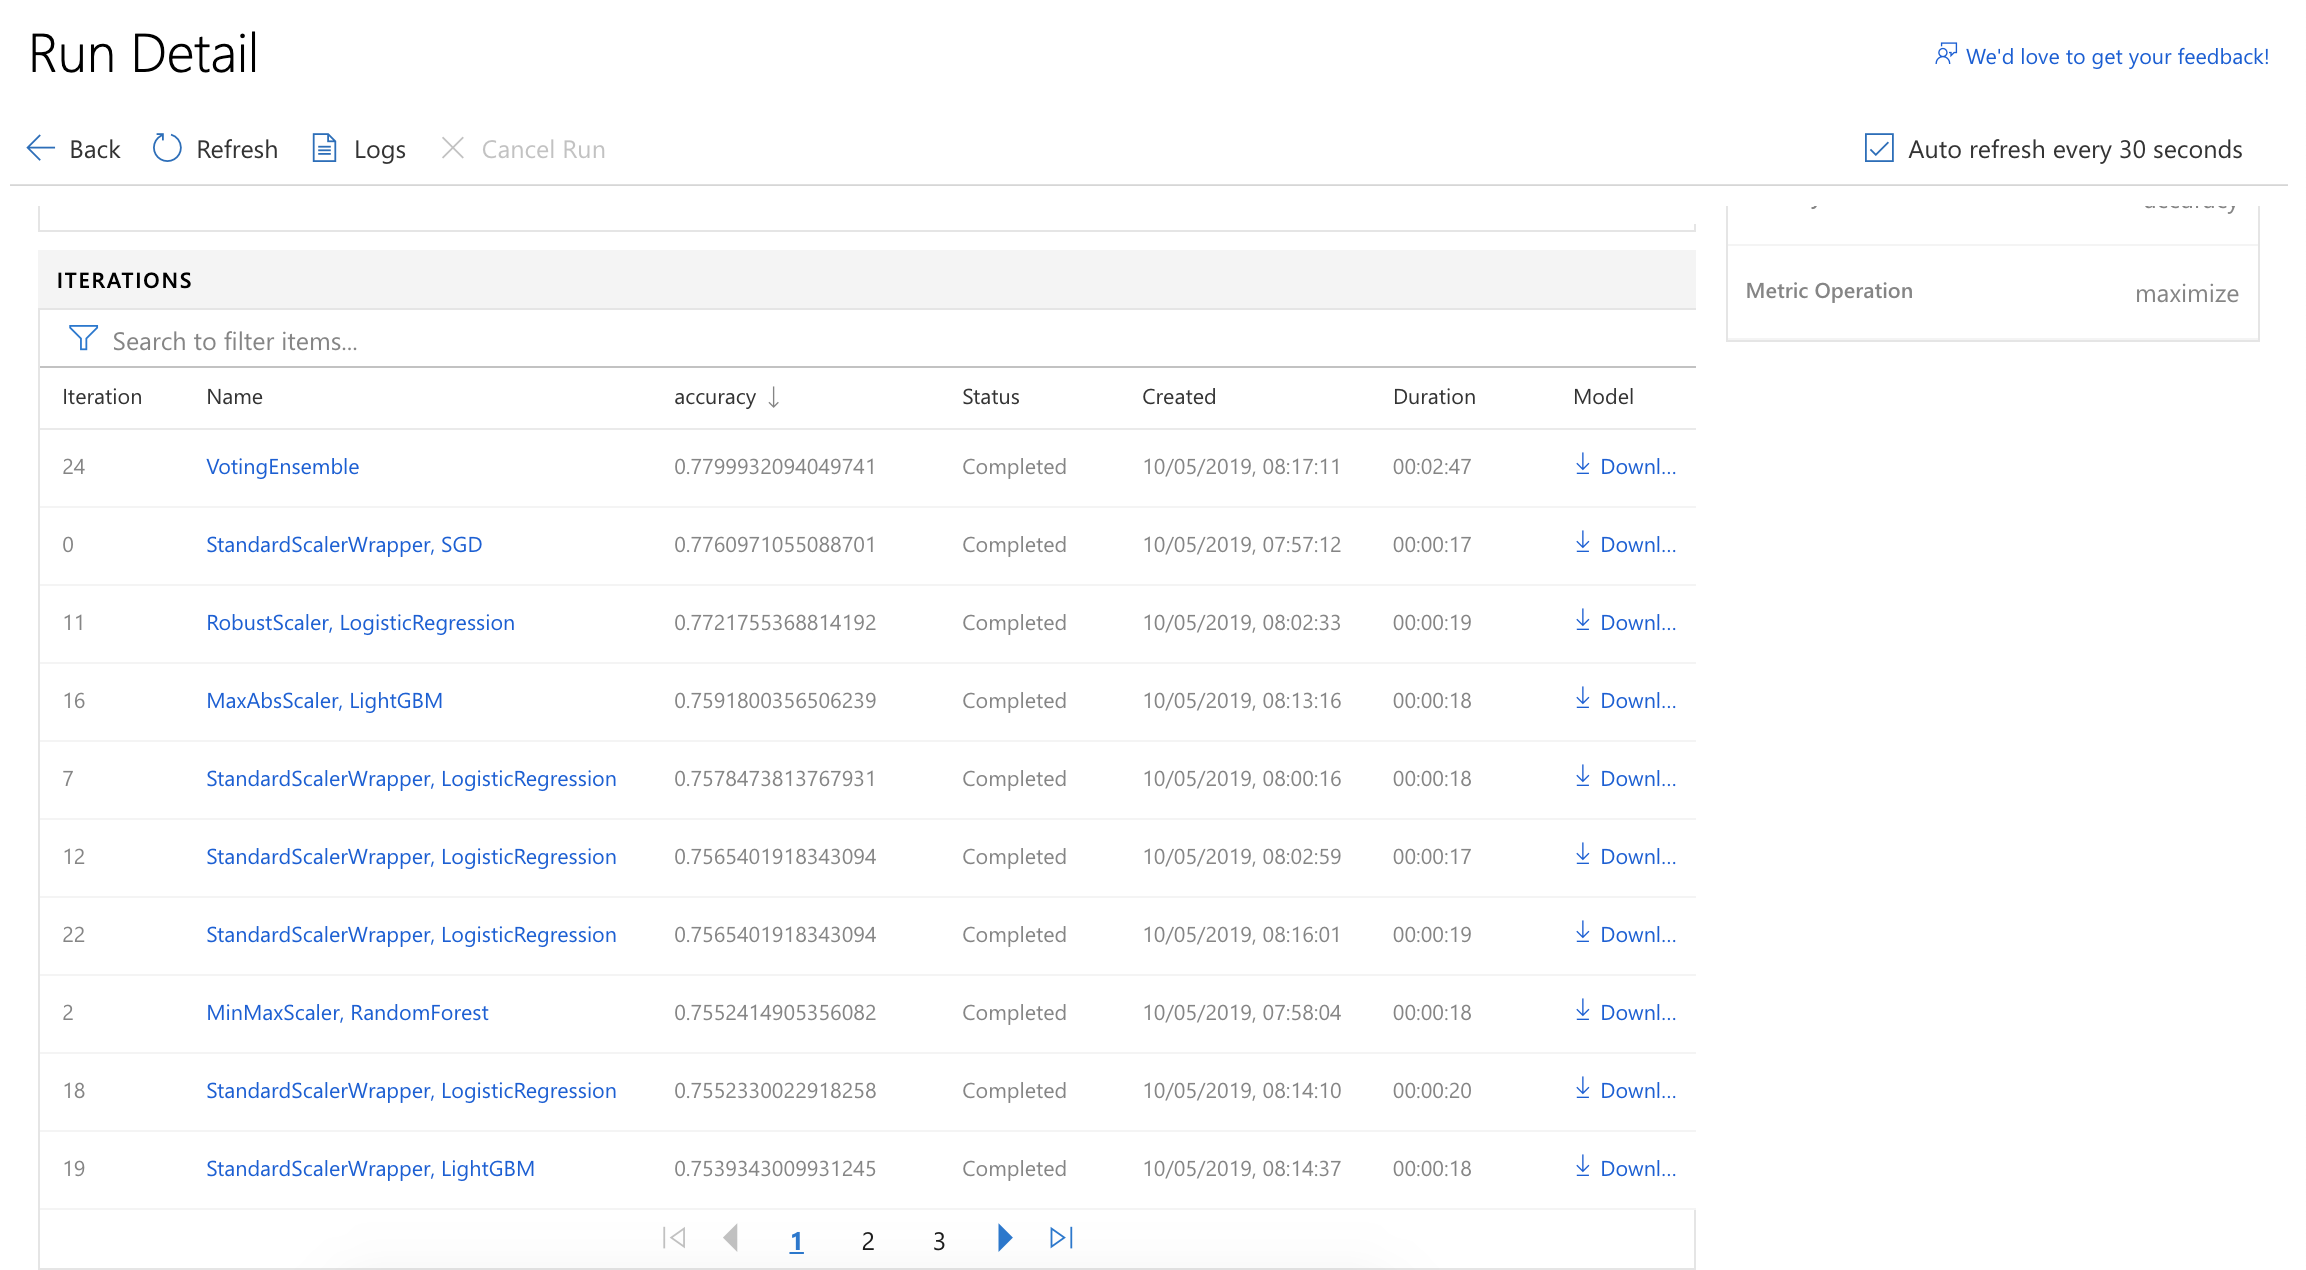 Run Detail
We'd love to get your feedback!
Back Refresh Logs Cancel Run
Auto refresh every 30 seconds
accuracy
ITERATIONS
Metric Operation maximize
Search to filter items...
Iteration Name accuracy Status Created Duration Model
24 VotingEnsemble 0.7799932094049741 Completed 10/05/2019, 08:17:11 00:02:47 Downl...
0 StandardScalerWrapper, SGD 0.7760971055088701 Completed 10/05/2019, 07:57:12 00:00:17 Downl...
11 RobustScaler, LogisticRegression 0.7721755368814192 Completed 10/05/2019, 08:02:33 00:00:19 Downl...
16 MaxAbsScaler, LightGBM 0.7591800356506239 Completed 10/05/2019, 08:13:16 00:00:18 Downl...
7 StandardScalerWrapper, LogisticRegression 0.7578473813767931 Completed 10/05/2019, 08:00:16 00:00:18 Downl...
12 StandardScalerWrapper, LogisticRegression 0.7565401918343094 Completed 10/05/2019, 08:02:59 00:00:17 Downl...
22 StandardScalerWrapper, LogisticRegression 0.7565401918343094 Completed 10/05/2019, 08:16:01 00:00:19 Downl...
2 MinMaxScaler, RandomForest 0.7552414905356082 Completed 10/05/2019, 07:58:04 00:00:18 Downl...
18 StandardScalerWrapper, LogisticRegression 0.7552330022918258 Completed 10/05/2019, 08:14:10 00:00:20 Downl...
19 StandardScalerWrapper, LightGBM 0.7539343009931245 Completed 10/05/2019, 08:14:37 00:00:18 Downl...
1 2 3